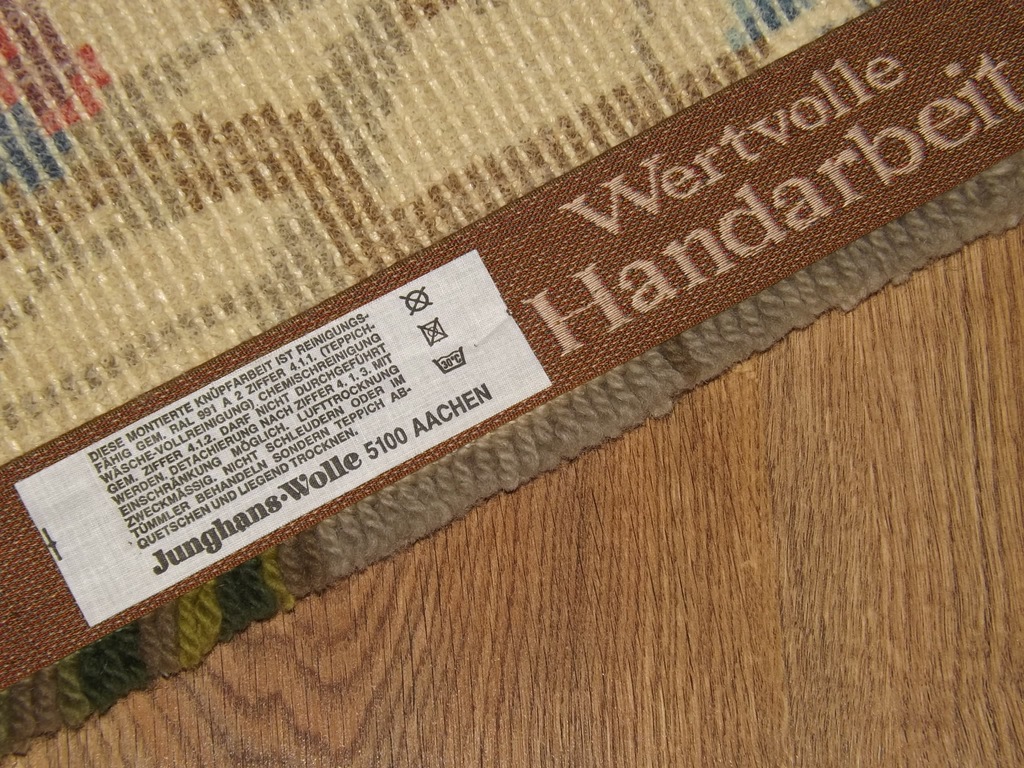 Wertvolle
Handarbeit
DIESE MONTIERTE KNÜPFARBEIT IST REINIGUNGS-
FÄHIG GEM. RAL 991 A 2 ZIFFER 4.1.1. (TEPPICH-
WÄSCHE-VOLLREINIGUNG) CHEMISCHREINIGUNG
GEM. ZIFFER 4.1.2. DARF NICHT DURCHGEFÜHRT
WERDEN. DETACHIERUNG NACH ZIFFER 4.1.3. MIT
EINSCHRÄNKUNG MÖGLICH. LUFTTROCKNUNG
ZWECKMÄSSIG. NICHT SCHLEUDERN ODER IM
TÜMMLER BEHANDELN SONDERN TEPPICH AB-
QUETSCHEN UND LIEGEND TROCKNEN.
30°C
Junghans·Wolle 5100 AACHEN